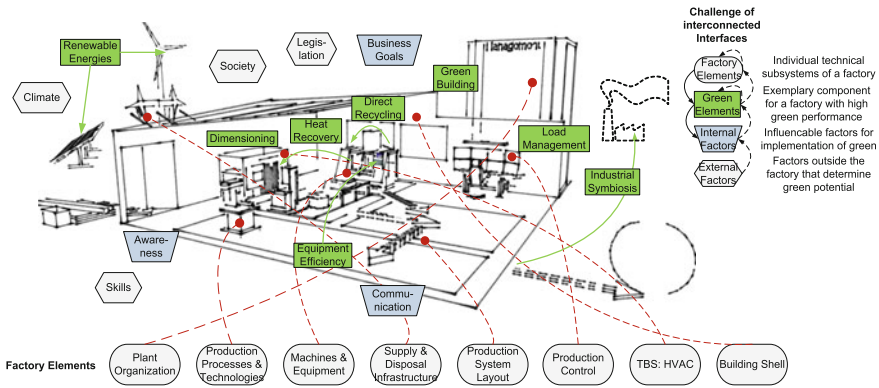 Challenge of
interconnected
Interfaces
Renewable
Energies
Society
Legis-
lation
Business
Goals
Climate
Green
Building
Factory
Elements
Individual technical
subsystems of a factory
Green
Elements
Exemplary component
for a factory with high
green performance
Internal
Factors
Influencable factors for
implementation of green
External
Factors
Factors outside the
factory that determine
green potential
Dimensioning
Heat
Recovery
Direct
Recycling
Load
Management
Industrial
Symbiosis
Aware-
ness
Equipment
Efficiency
Skills
Commu-
nication
Factory Elements
Plant
Organization
Production
Processes &
Technologies
Machines &
Equipment
Supply &
Disposal
Infrastructure
Production
System
Layout
Production
Control
TBS: HVAC
Building Shell